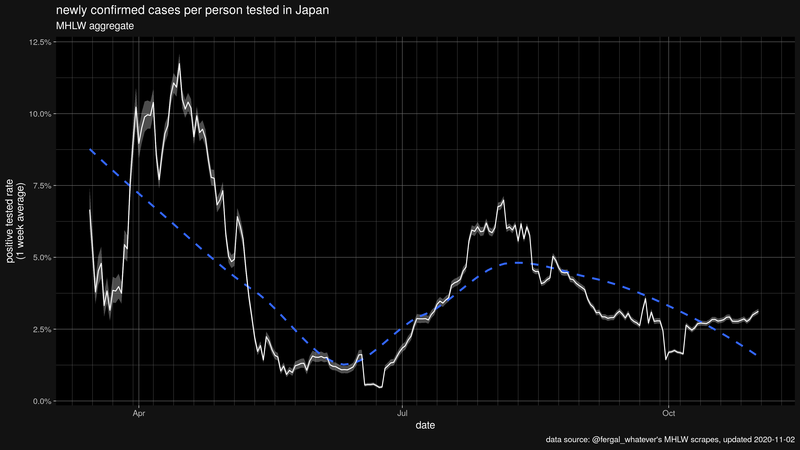 newly confirmed cases per person tested in Japan
MHLW aggregate
12.5%
10.0%
7.5%
5.0%
2.5%
0.0%
positive tested rate
(1 week average)
Apr
Jul
Oct
date
data source: @fergal_whatever's MHLW scrapes, updated 2020-11-02